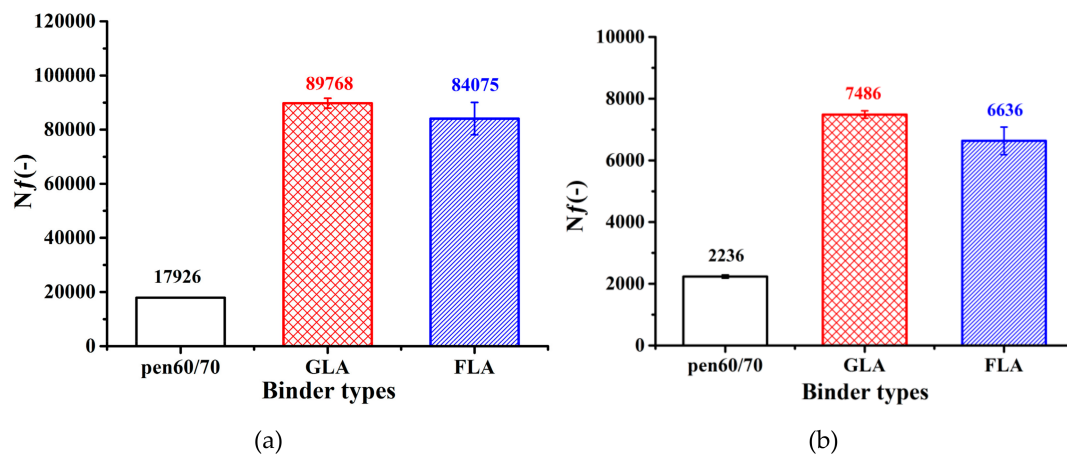 120000
100000
80000
60000
40000
20000
0
Nf(-)
17926
89768
84075
pen60/70
GLA
FLA
Binder types
(a)
10000
8000
6000
4000
2000
0
Nf(-)
2236
7486
6636
pen60/70
GLA
FLA
Binder types
(b)